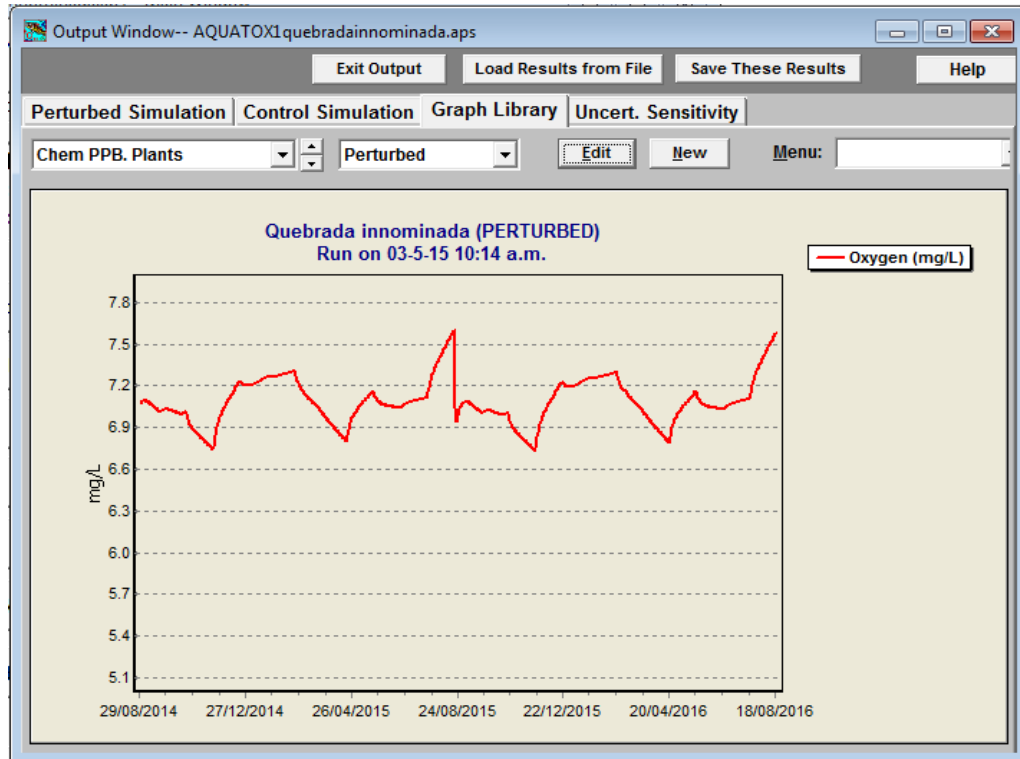 Output Window-- AQUATOX1quebradainnominada.aps
Exit Output
Load Results from File
Save These Results
Help
Perturbed Simulation
Control Simulation
Graph Library
Uncert. Sensitivity
Chem PPB. Plants
Perturbed
Edit
New
Menu:
Quebrada innominada (PERTURBED)
Run on 03-5-15 10:14 a.m.
Oxygen (mg/L)
7.8
7.5
7.2
6.9
6.6
6.3
6.0
5.7
5.4
5.1
mg/L
29/08/2014
27/12/2014
26/04/2015
24/08/2015
22/12/2015
20/04/2016
18/08/2016